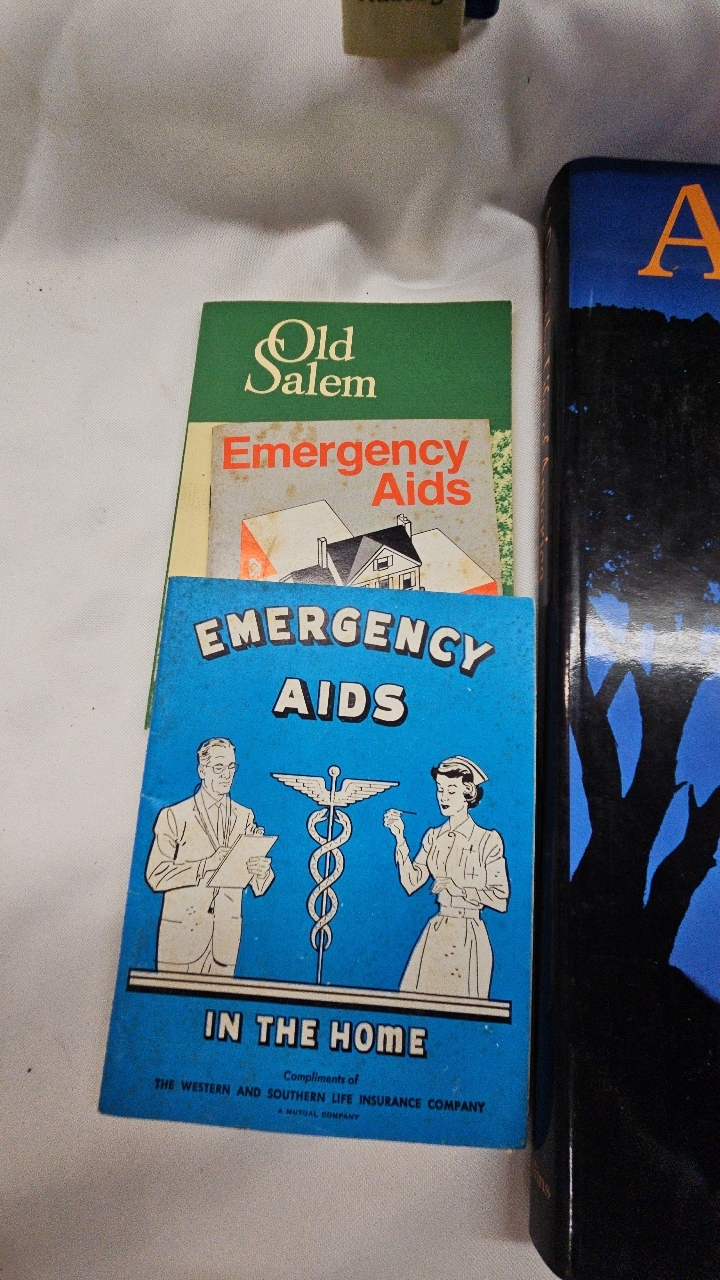 Old
Salem
Emergency
Aids
EMERGENCY
AIDS
IN THE HOME
Compliments of
THE WESTERN AND SOUTHERN LIFE INSURANCE COMPANY
A MUTUAL COMPANY
A